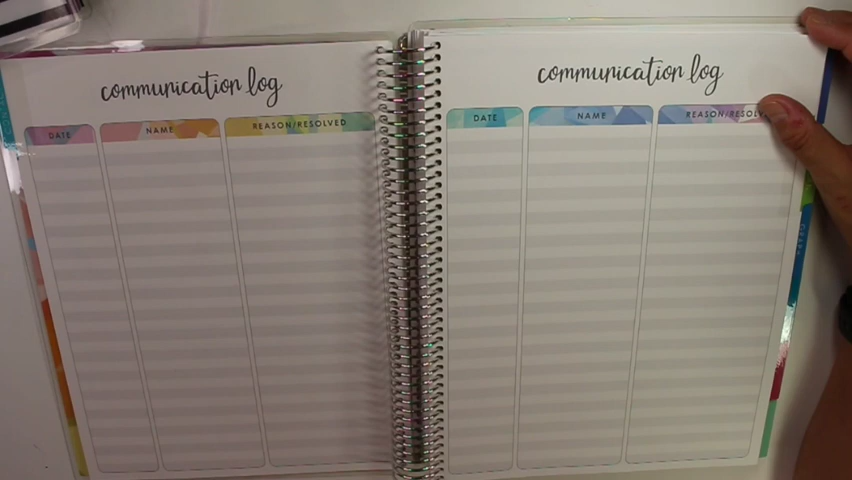 communication log
DATE NAME REASON/RESOLVED
communication log
DATE NAME